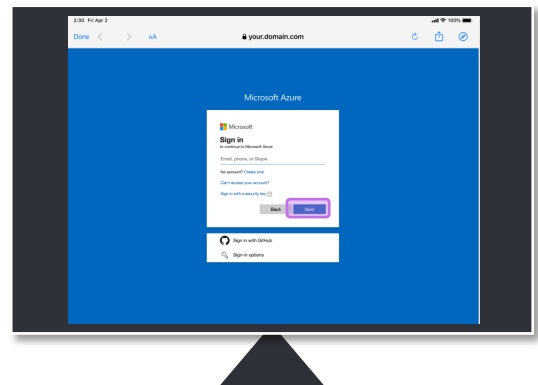 2:30 Fri Apr 2
100%
Done
AA
your.domain.com
Microsoft Azure
Microsoft
Sign in
to continue to Microsoft Azure
Email, phone, or Skype
No account? Create one!
Can't access your account?
Sign in with a security key ?
Back
Next
Sign in with GitHub
Sign-in options